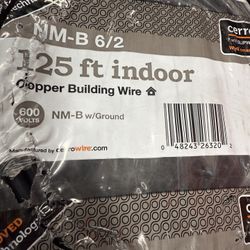 NM-B 6/2
cerro
125 ft indoor
Copper Building Wire
600
VOLTS
NM-B w/Ground
0 48243 26320 2
Manufactured by cerrowire.com